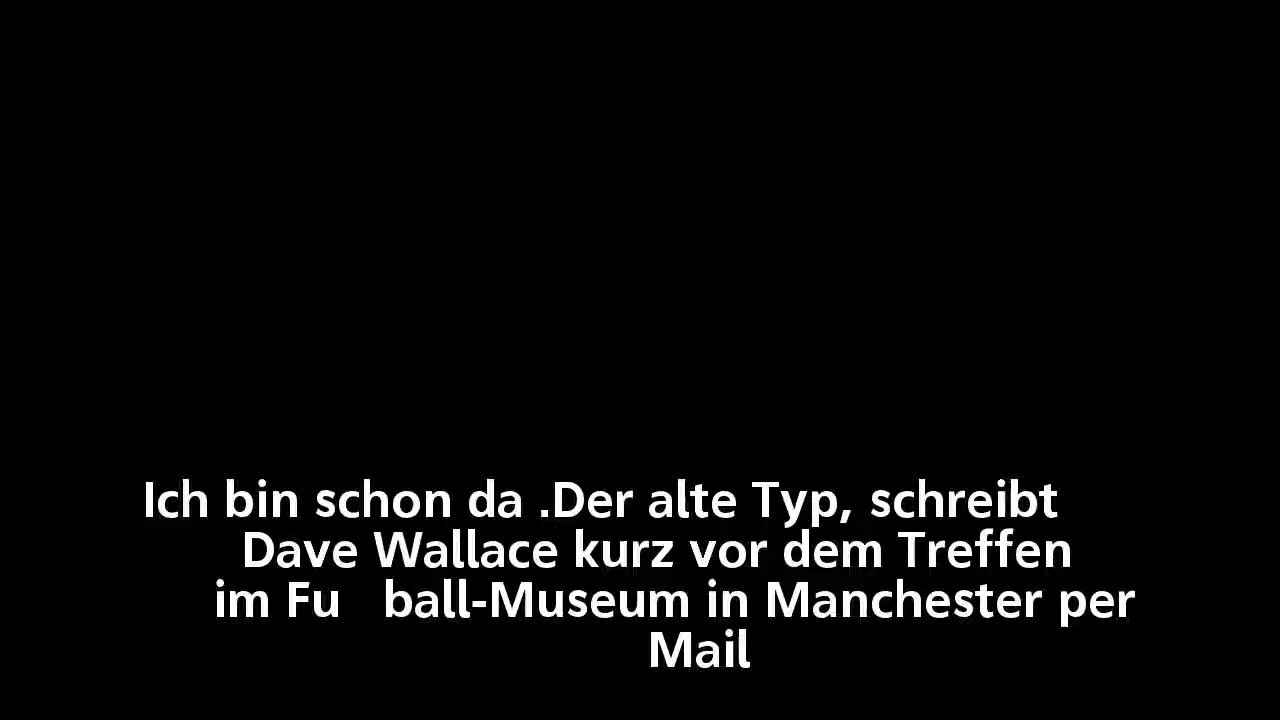 Ich bin schon da .Der alte Typ, schreibt
Dave Wallace kurz vor dem Treffen
im Fu ball-Museum in Manchester per
Mail